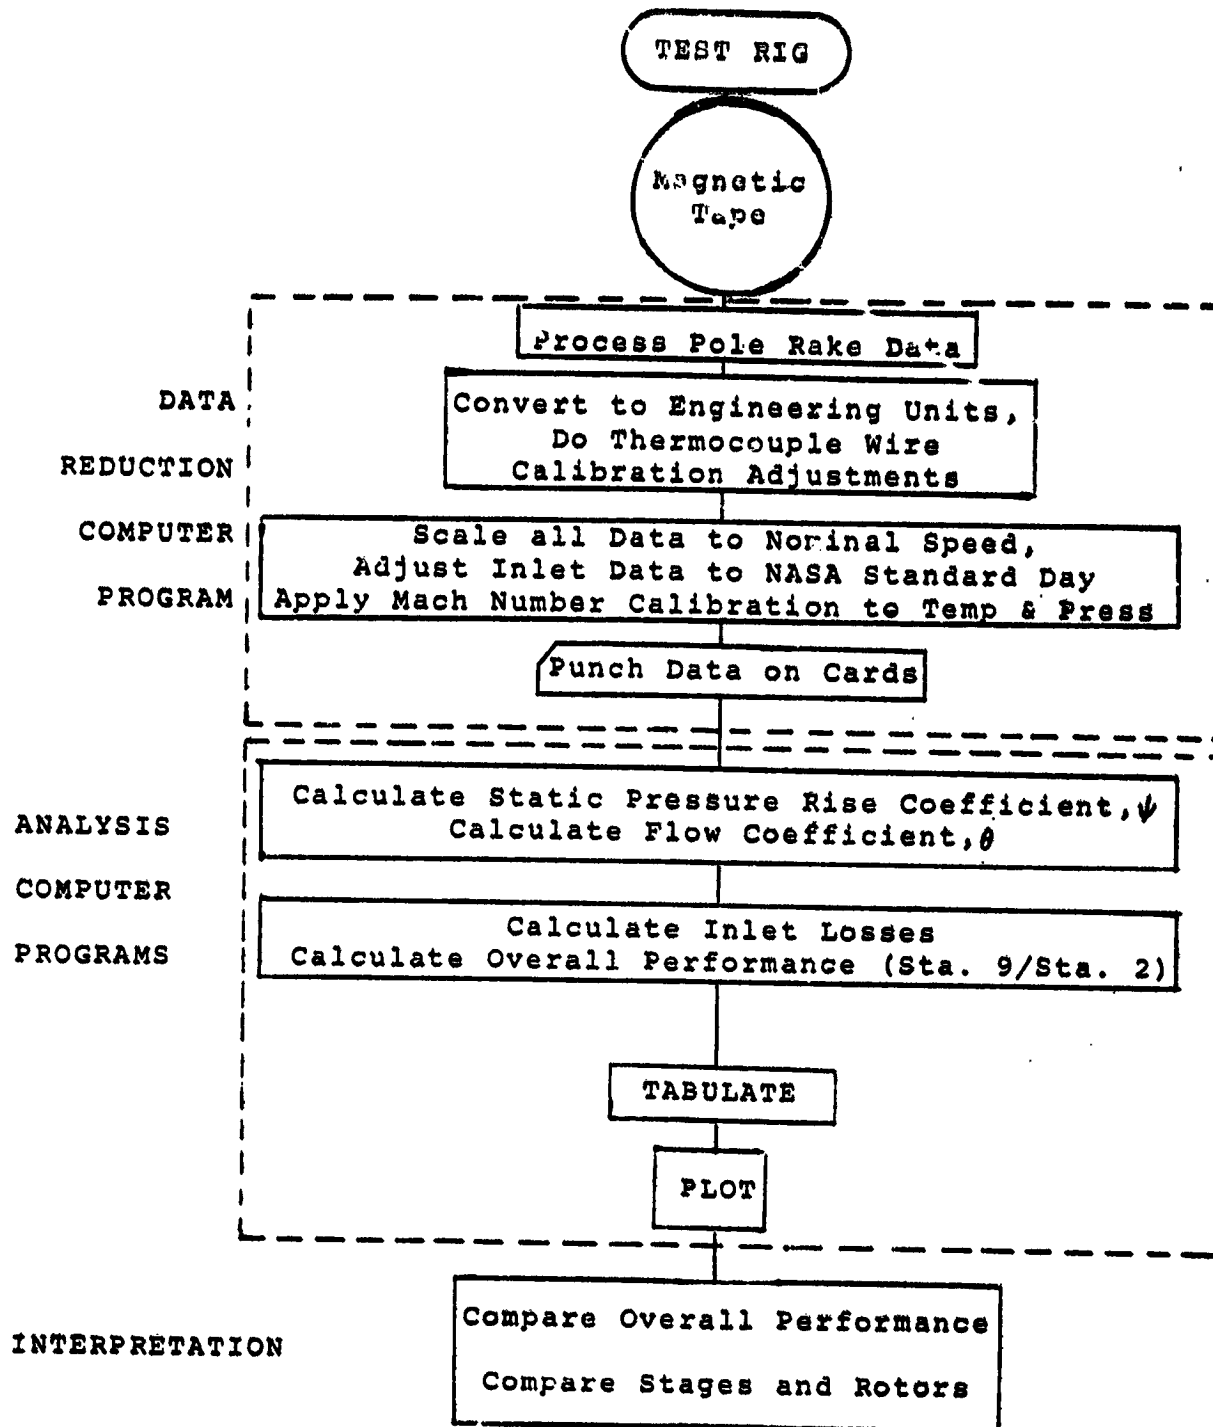 TEST RIG
Magnetic
Tape
Process Pole Rake Data
DATA
REDUCTION
COMPUTER
PROGRAM
Convert to Engineering Units,
Do Thermocouple Wire
Calibration Adjustments
Scale all Data to Nominal Speed,
Adjust Inlet Data to NASA Standard Day
Apply Mach Number Calibration to Temp & Press
Punch Data on Cards
ANALYSIS
COMPUTER
PROGRAMS
Calculate Static Pressure Rise Coefficient, ψ
Calculate Flow Coefficient, θ
Calculate Inlet Losses
Calculate Overall Performance (Sta. 9/Sta. 2)
TABULATE
PLOT
INTERPRETATION
Compare Overall Performance
Compare Stages and Rotors